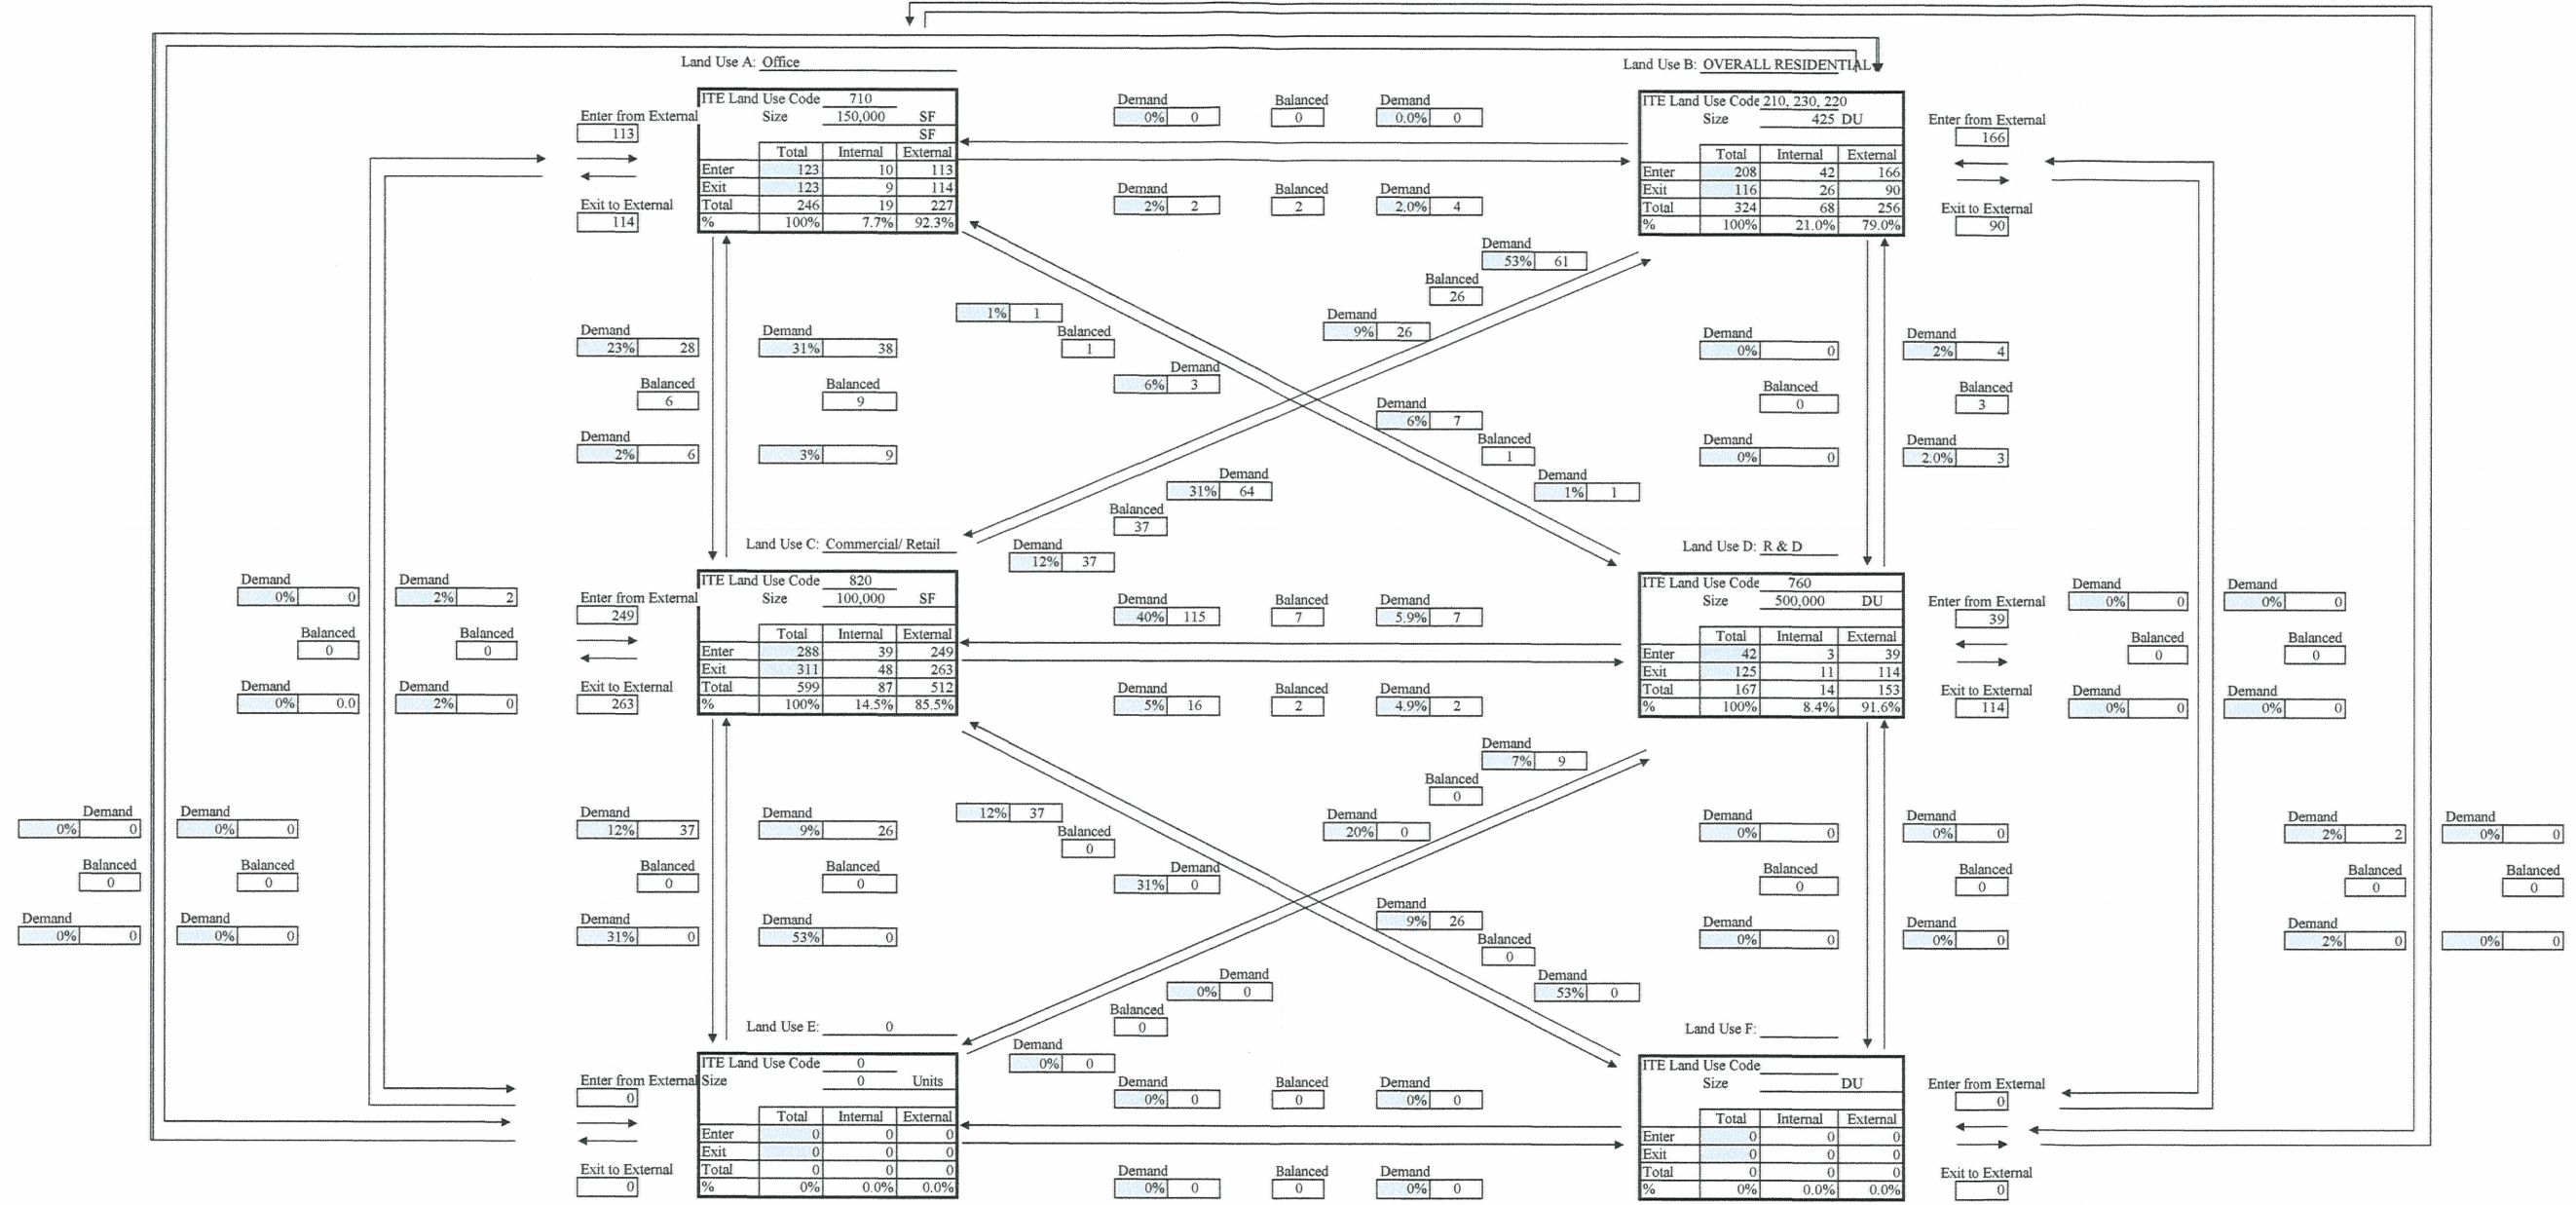 Land Use A: Office
Land Use B: OVERALL RESIDENTIAL
ITE Land Use Code 710
Size 150,000 SF
SF
Total Internal External
Enter 123 10 113
Exit 123 9 114
Total 246 19 227
% 100% 7.7% 92.3%
Enter from External
113
Exit to External
114
Demand Balanced Demand
0% 0 0 0.0% 0
Demand Balanced Demand
2% 2 2 2.0% 4
ITE Land Use Code 210, 230, 220
Size 425 DU
Total Internal External
Enter 208 42 166
Exit 116 26 90
Total 324 68 256
% 100% 21.0% 79.0%
Enter from External
166
Exit to External
90
Demand
53% 61
Balanced
26
Demand
9% 26
1% 1
Balanced
1
Demand
6% 3
Demand Demand
23% 28 31% 38
Balanced Balanced
6 9
Demand
2% 6 3% 9
Demand
6% 7
Balanced
1
Demand
1% 1
Demand
31% 64
Balanced
37
Demand
12% 37
Demand Demand
0% 0 2% 4
Balanced Balanced
0 3
Demand Demand
0% 0 2.0% 3
Land Use C: Commercial/ Retail
Land Use D: R & D
Demand Demand
0% 0 2% 2
Balanced Balanced
0 0
Demand Demand
0% 0.0 2% 0
Enter from External
249
Exit to External
263
ITE Land Use Code 820
Size 100,000 SF
Total Internal External
Enter 288 39 249
Exit 311 48 263
Total 599 87 512
% 100% 14.5% 85.5%
Demand Balanced Demand
40% 115 7 5.9% 7
Demand Balanced Demand
5% 16 2 4.9% 2
ITE Land Use Code 760
Size 500,000 DU
Total Internal External
Enter 42 3 39
Exit 125 11 114
Total 167 14 153
% 100% 8.4% 91.6%
Enter from External
39
Exit to External
114
Demand Demand
0% 0 0% 0
Balanced Balanced
0 0
Demand Demand
0% 0 0% 0
Demand
7% 9
Balanced
0
Demand
20% 0
12% 37
Balanced
0
Demand
31% 0
Demand Demand
0% 0 0% 0
Balanced Balanced
0 0
Demand Demand
0% 0 0% 0
Demand Demand
12% 37 9% 26
Balanced Balanced
0 0
Demand Demand
31% 0 53% 0
Demand
9% 26
Balanced
0
Demand
53% 0
Demand
0% 0
Balanced
0
Demand
0% 0
Demand Demand
0% 0 0% 0
Balanced Balanced
0 0
Demand Demand
0% 0 0% 0
Demand Demand
2% 2 0% 0
Balanced Balanced
0 0
Demand
2% 0 0% 0
Land Use E: 0
Land Use F:
Enter from External
0
Exit to External
0
ITE Land Use Code 0
Size 0 Units
Total Internal External
Enter 0 0 0
Exit 0 0 0
Total 0 0 0
% 0% 0.0% 0.0%
Demand Balanced Demand
0% 0 0 0% 0
Demand Balanced Demand
0% 0 0 0% 0
ITE Land Use Code
Size DU
Total Internal External
Enter 0 0 0
Exit 0 0 0
Total 0 0 0
% 0% 0.0% 0.0%
Enter from External
0
Exit to External
0